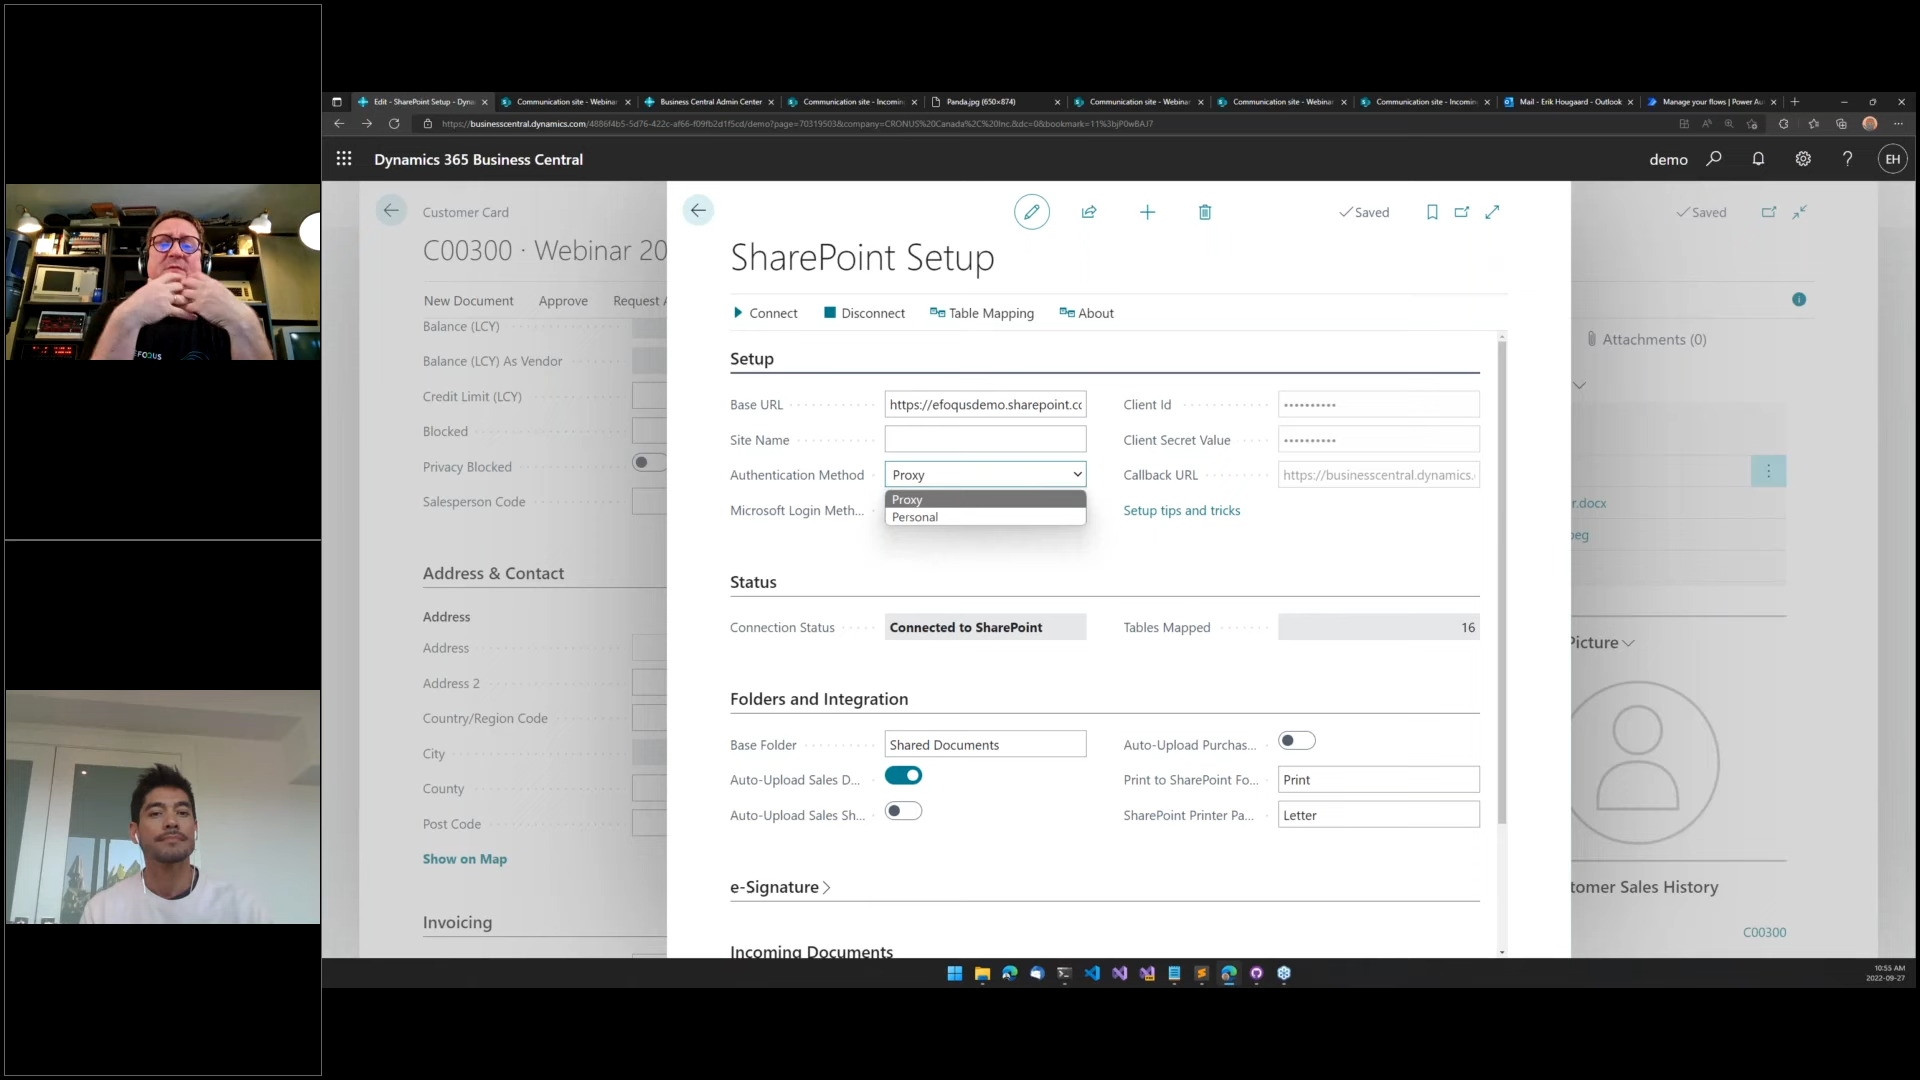 Edit - SharePoint Setup - Dyna
Communication site - Webinar
Business Central Admin Center
Communication site - Incoming
Panda.jpg (650×874)
Communication site - Webinar
Communication site - Webinar
Communication site - Incoming
Mail - Erik Hougaard - Outlook
Manage your flows | Power Au
Dynamics 365 Business Central
demo
EH
Customer Card
C00300 · Webinar 20
New Document
Approve
Request A
Balance (LCY)
Balance (LCY) As Vendor
Credit Limit (LCY)
Blocked
Privacy Blocked
Salesperson Code
Address & Contact
Address
Address
Address 2
Country/Region Code
City
County
Post Code
Show on Map
Invoicing
Saved
SharePoint Setup
Connect
Disconnect
Table Mapping
About
Setup
Base URL
https://efoqusdemo.sharepoint.cc
Site Name
Authentication Method
Proxy
Proxy
Personal
Microsoft Login Meth...
Client Id
Client Secret Value
Callback URL
https://businesscentral.dynamics.
Setup tips and tricks
Status
Connection Status
Connected to SharePoint
Tables Mapped
16
Folders and Integration
Base Folder
Shared Documents
Auto-Upload Sales D...
Auto-Upload Sales Sh...
Auto-Upload Purchas...
Print to SharePoint Fo...
Print
SharePoint Printer Pa...
Letter
e-Signature
Incoming Documents
Saved
Attachments (0)
r.docx
peg
Picture
tomer Sales History
C00300
EFOQUS
10:55 AM
2022-09-27